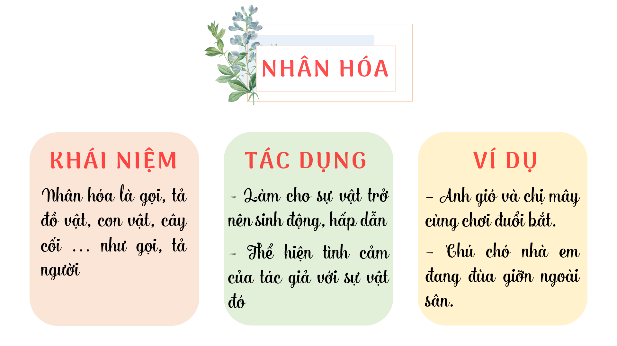 NHÂN HÓA
KHÁI NIỆM
Nhân hóa là gọi, tả
đồ vật, con vật, cây
cối ... như gọi, tả
người
TÁC DỤNG
- Làm cho sự vật trở
nên sinh động, hấp dẫn
- Thể hiện tình cảm
của tác giả với sự vật
đó
VÍ DỤ
- Anh gió và chị mây
cùng chơi đuổi bắt.
- Chú chó nhà em
đang đùa giỡn ngoài
sân.